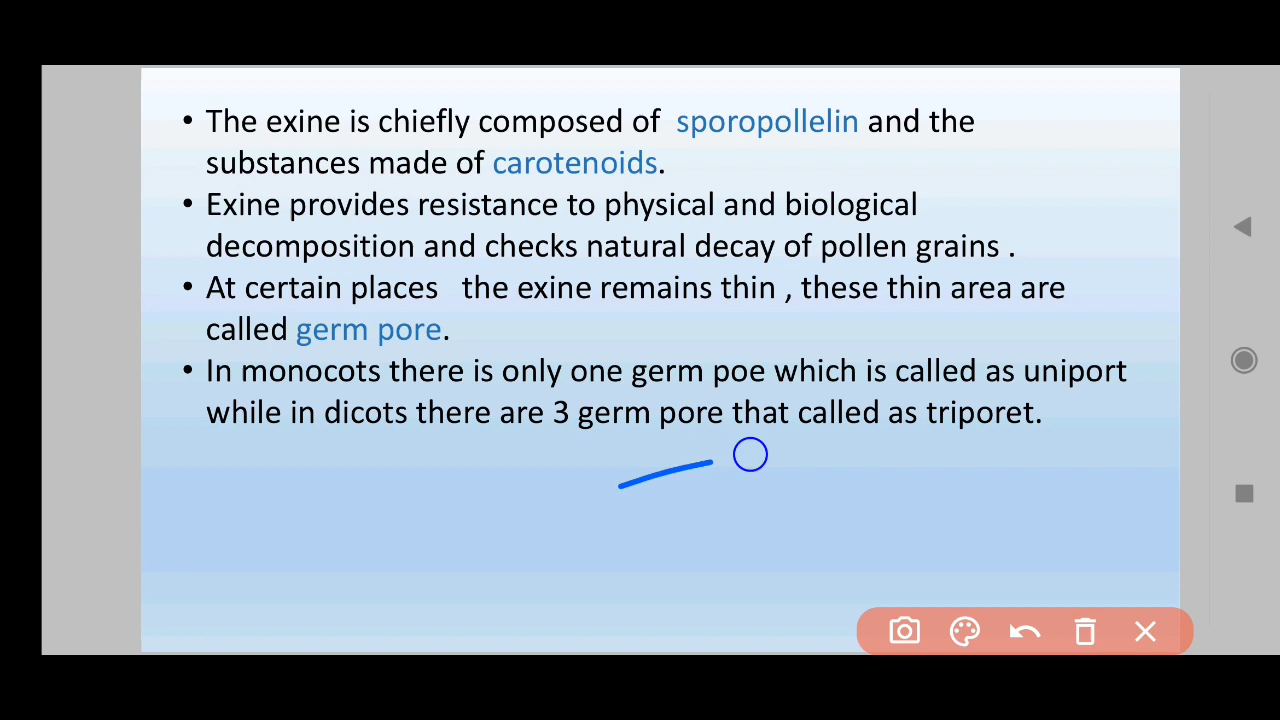 • The exine is chiefly composed of sporopollelin and the
substances made of carotenoids.
• Exine provides resistance to physical and biological
decomposition and checks natural decay of pollen grains .
• At certain places the exine remains thin , these thin area are
called germ pore.
• In monocots there is only one germ poe which is called as uniport
while in dicots there are 3 germ pore that called as triporet.